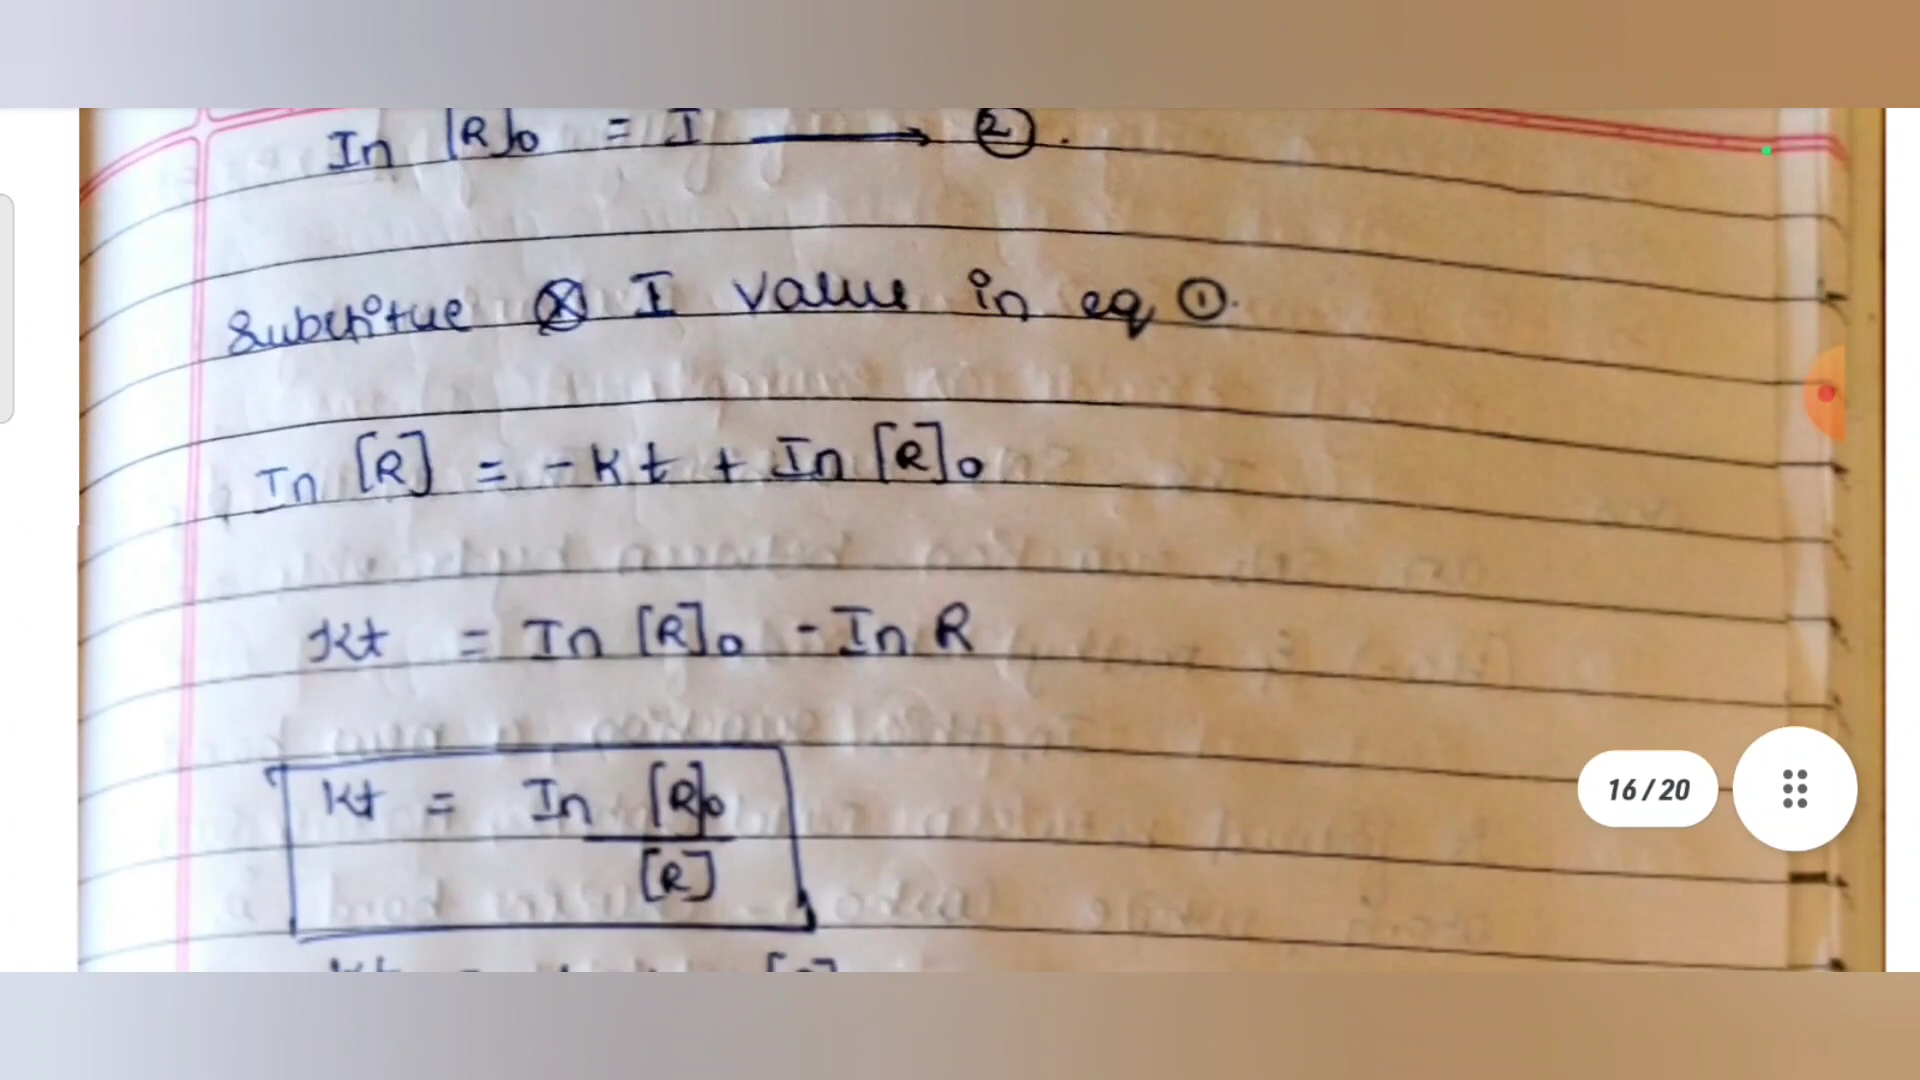 In [R]₀ = I ⟶ ②.
Substitue I value in eq ①.
In [R] = -Kt + In [R]₀
Kt = In [R]₀ - In R
Kt = In [R]₀
[R]
16/20